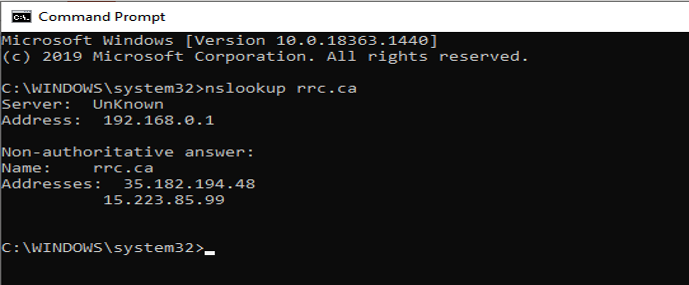 Command Prompt
Microsoft Windows [Version 10.0.18363.1440]
(c) 2019 Microsoft Corporation. All rights reserved.
C:\WINDOWS\system32>nslookup rrc.ca
Server:  UnKnown
Address:  192.168.0.1
Non-authoritative answer:
Name:    rrc.ca
Addresses:  35.182.194.48
15.223.85.99
C:\WINDOWS\system32>